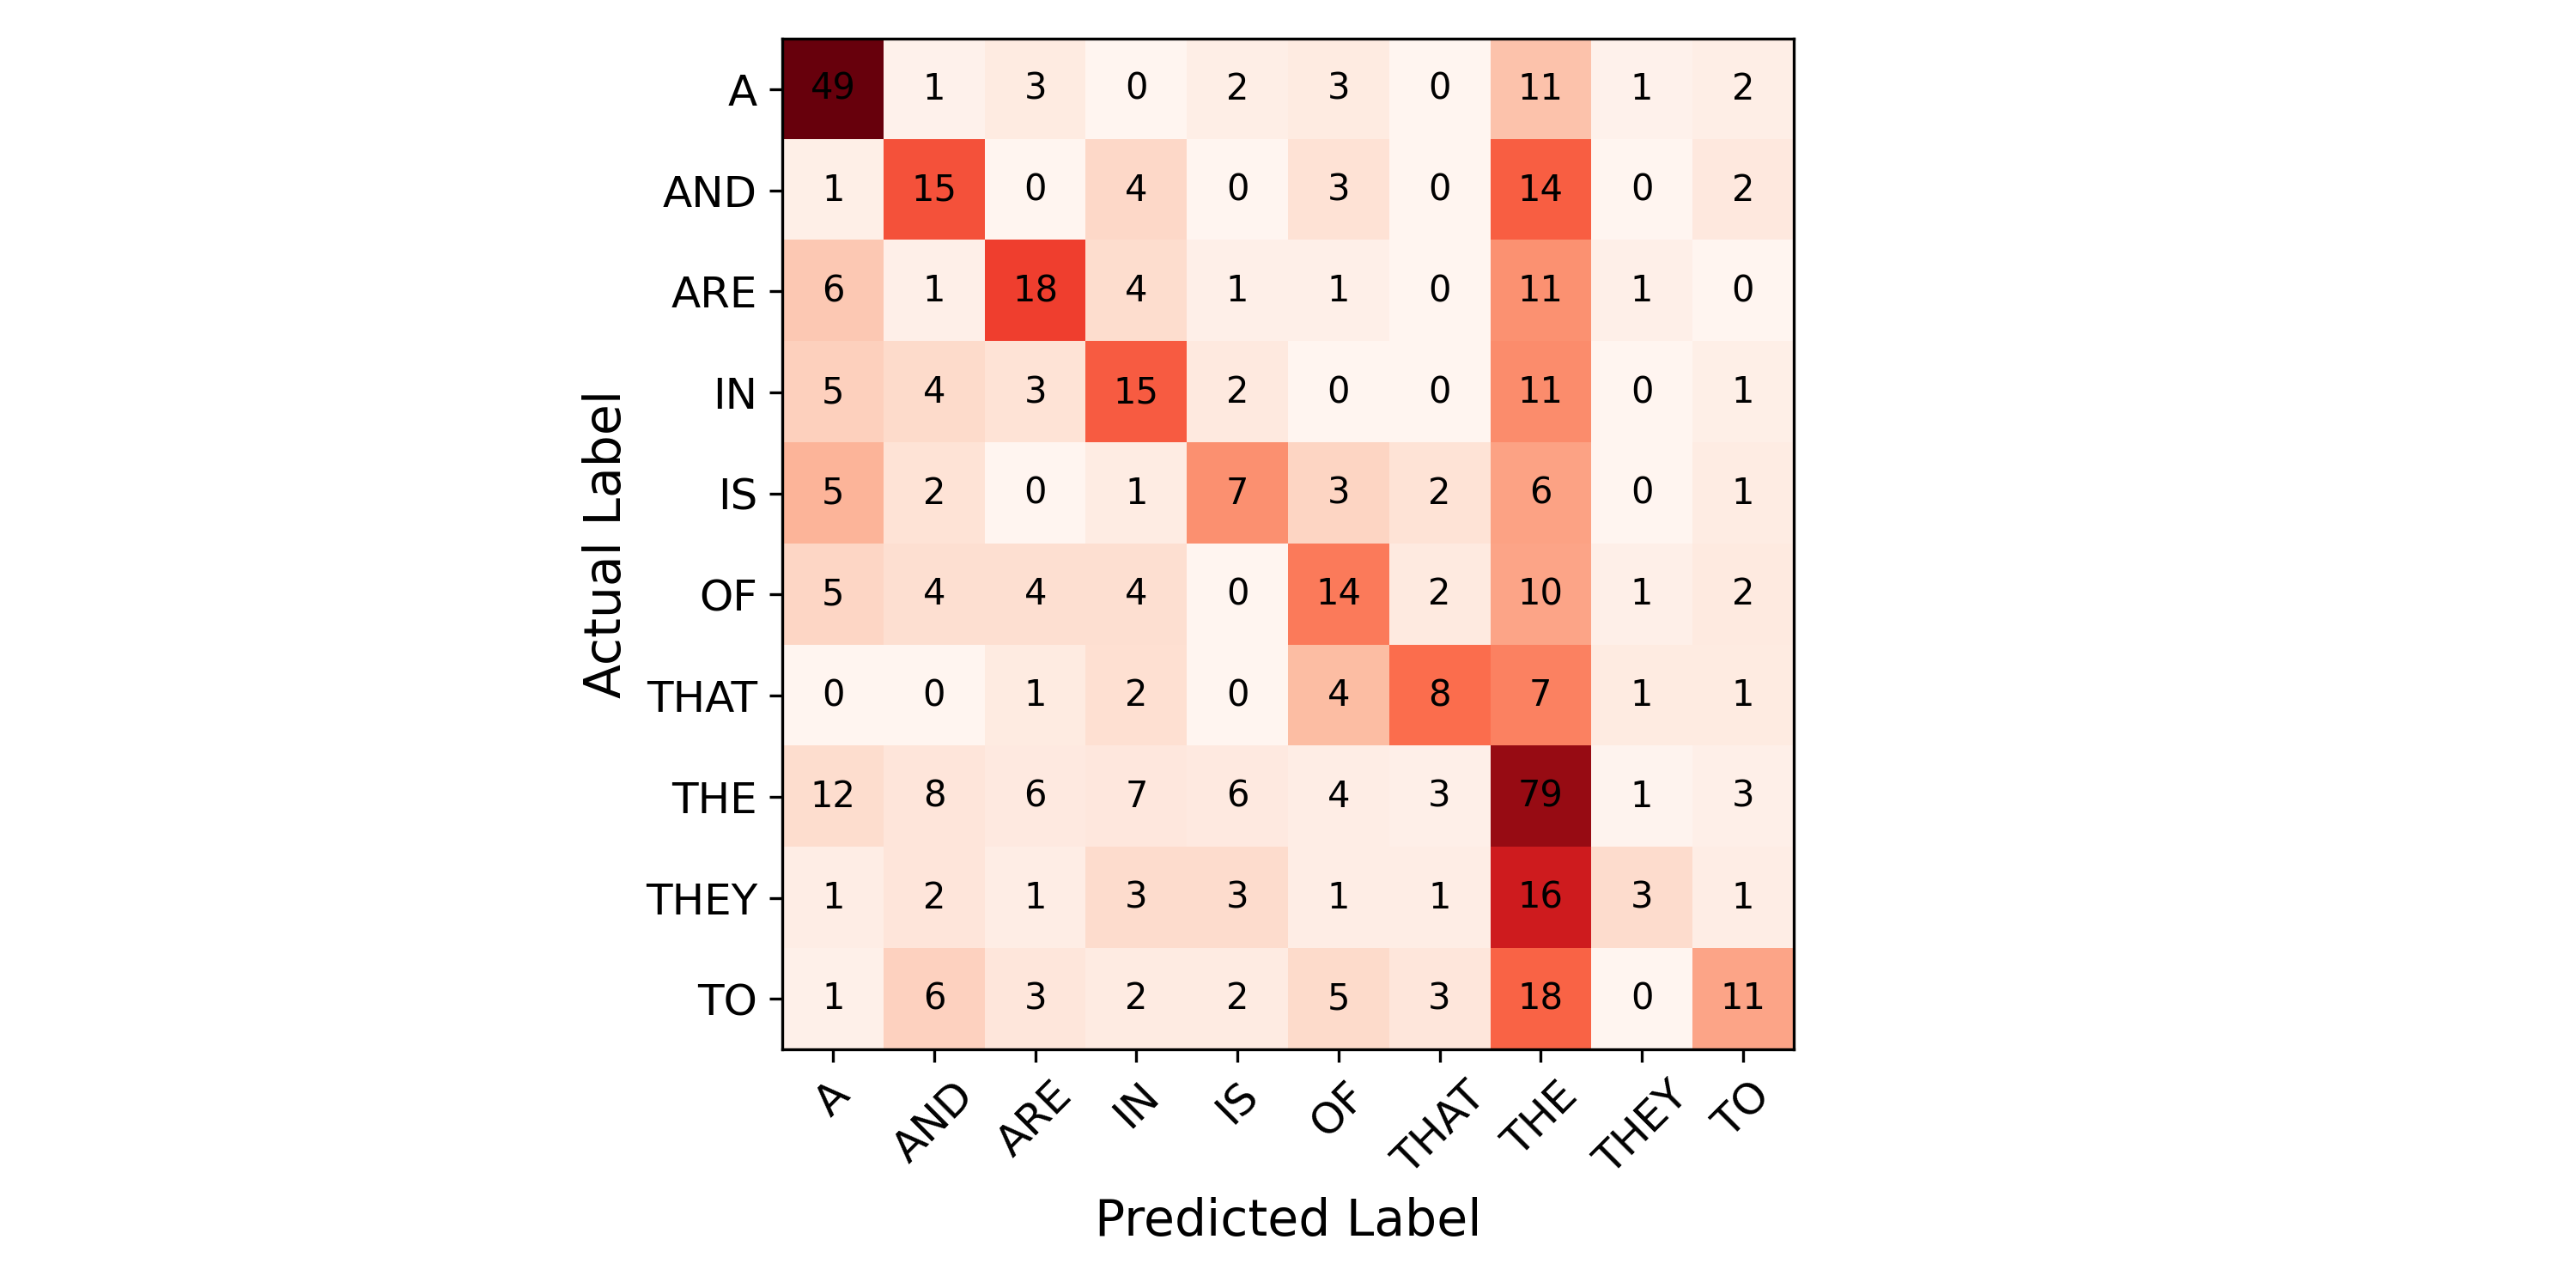 Actual Label
A 49 1 3 0 2 3 0 11 1 2
AND 1 15 0 4 0 3 0 14 0 2
ARE 6 1 18 4 1 1 0 11 1 0
IN 5 4 3 15 2 0 0 11 0 1
IS 5 2 0 1 7 3 2 6 0 1
OF 5 4 4 4 0 14 2 10 1 2
THAT 0 0 1 2 0 4 8 7 1 1
THE 12 8 6 7 6 4 3 79 1 3
THEY 1 2 1 3 3 1 1 16 3 1
TO 1 6 3 2 2 5 3 18 0 11
A AND ARE IN IS OF THAT THE THEY TO
Predicted Label